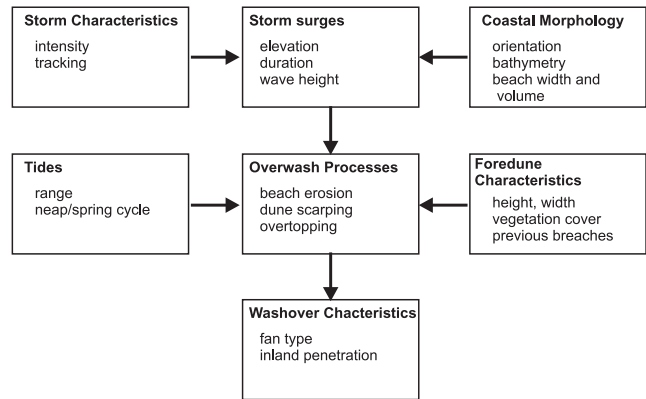 Storm Characteristics
intensity
tracking
Storm surges
elevation
duration
wave height
Coastal Morphology
orientation
bathymetry
beach width and
volume
Tides
range
neap/spring cycle
Overwash Processes
beach erosion
dune scarping
overtopping
Foredune
Characteristics
height, width
vegetation cover
previous breaches
Washover Chacteristics
fan type
inland penetration